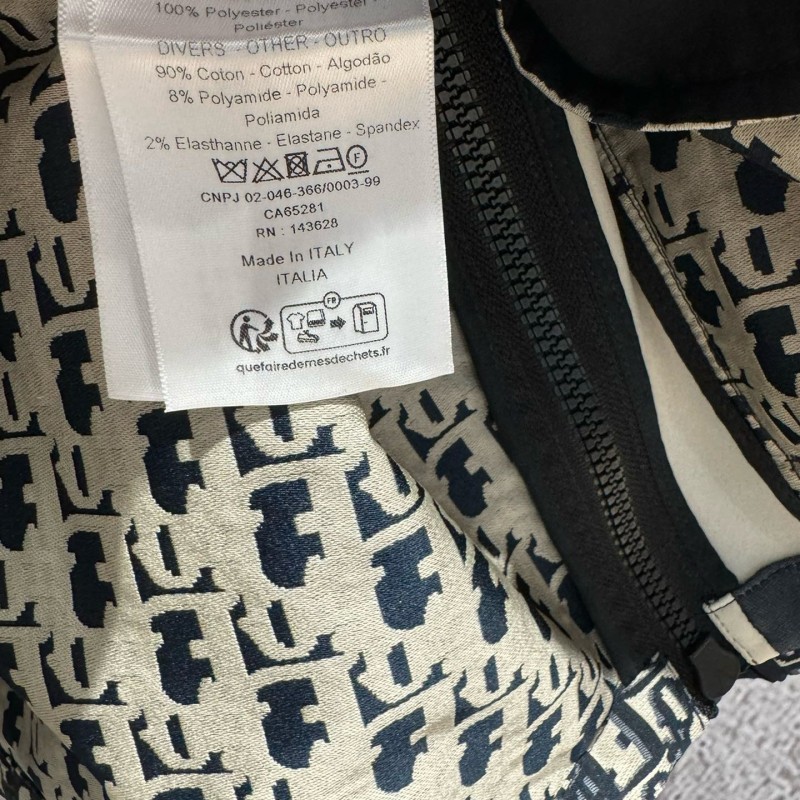 100% Polyester - Polyester -
Poliéster
DIVERS - OTHER - OUTRO
90% Coton - Cotton - Algodão
8% Polyamide - Polyamide -
Poliamida
2% Elasthanne - Elastane - Spandex
F
CNPJ 02-046-366/0003-99
CA65281
RN : 143628
Made In ITALY
ITALIA
FR
quefairedemesdechets.fr